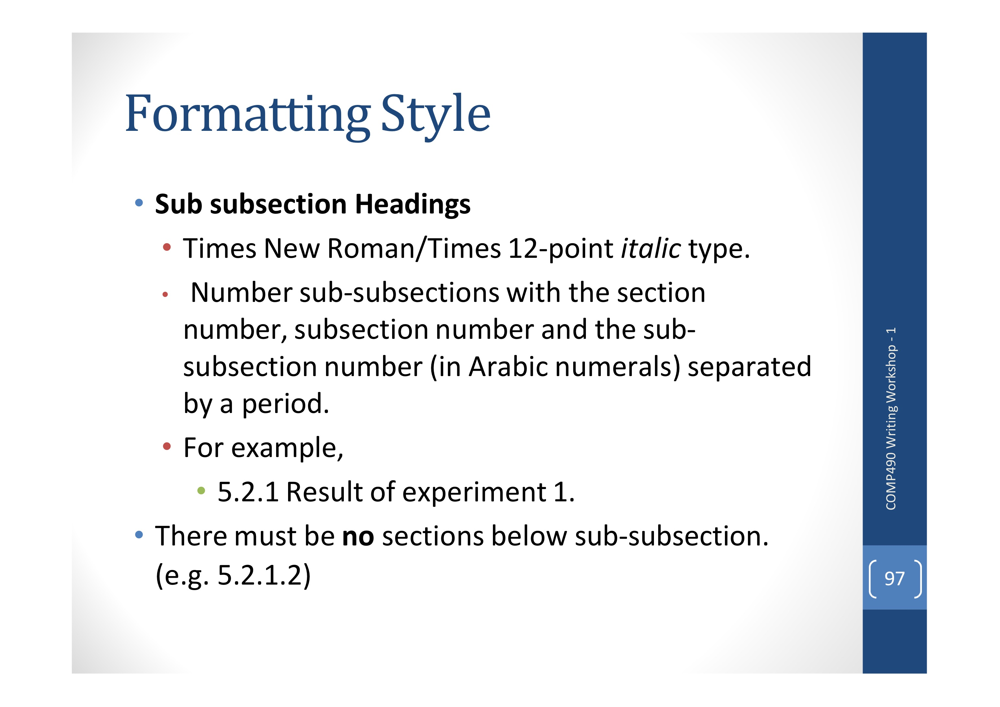 Formatting Style
• Sub subsection Headings
• Times New Roman/Times 12-point italic type.
• Number sub-subsections with the section
number, subsection number and the sub-
subsection number (in Arabic numerals) separated
by a period.
• For example,
• 5.2.1 Result of experiment 1.
• There must be no sections below sub-subsection.
(e.g. 5.2.1.2)
COMP490 Writing Workshop - 1
97